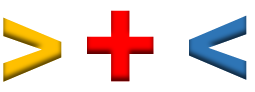 > + <